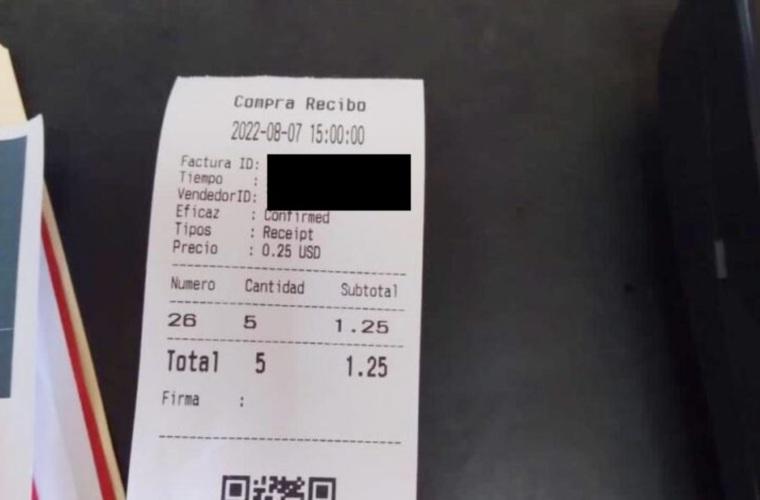 Compra Recibo
2022-08-07 15:00:00
Factura ID:
Tiempo :
VendedorID:
Eficaz : Confirmed
Tipos : Receipt
Precio : 0.25 USD
Numero Cantidad Subtotal
26 5 1.25
Total 5 1.25
Firma :